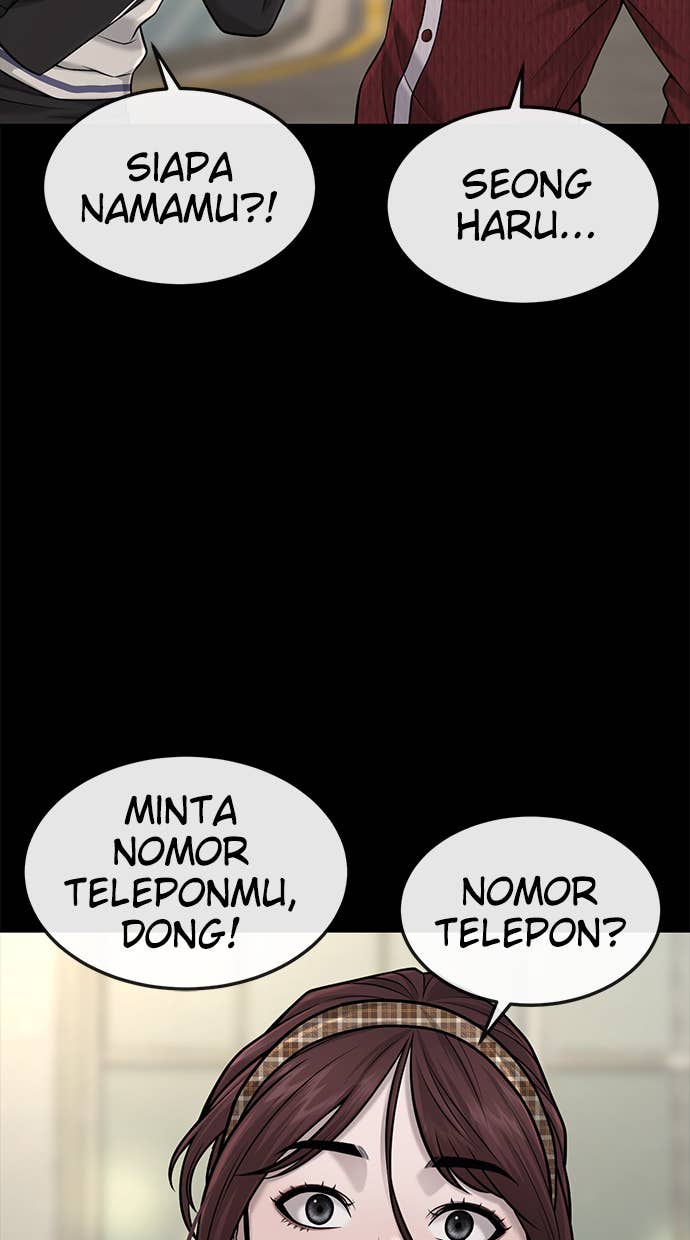 SIAPA
NAMAMU?!
SEONG
HARU...
MINTA
NOMOR
TELEPONMU,
DONG!
NOMOR
TELEPON?